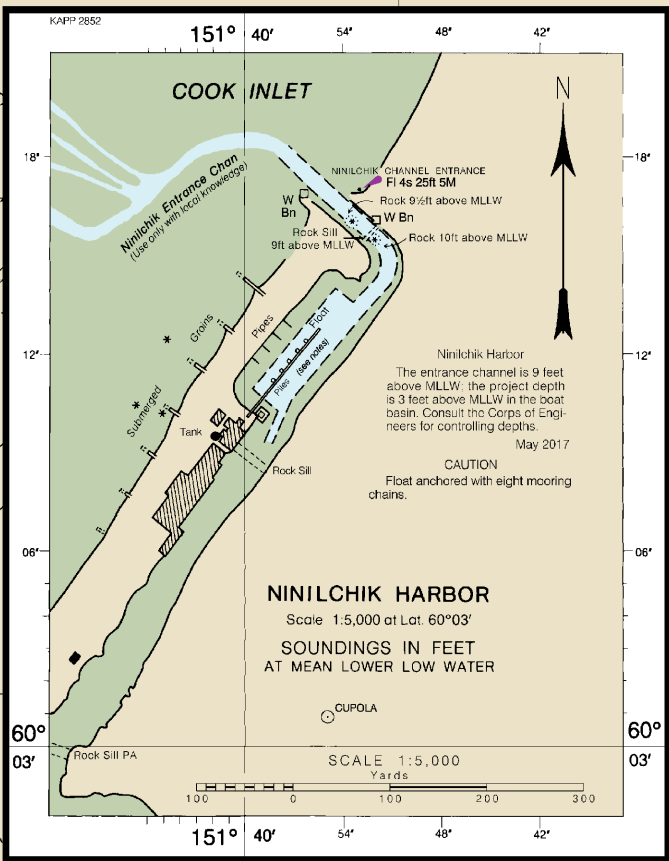 KAPP 2852
151° 40′ 54″ 48″ 42″
COOK INLET
N
18″
NINILCHIK CHANNEL ENTRANCE
Fl 4s 25ft 5M
Ninilchik Entrance Chan
(Use only with local knowledge)
W
Bn
Rock 9½ft above MLLW
W Bn
Rock Sill
9ft above MLLW
Rock 10ft above MLLW
Groins
Pipes
Float
(see notes)
Piles
12″
12″
Submerged
Tank
Rock Sill
Ninilchik Harbor
The entrance channel is 9 feet
above MLLW; the project depth
is 3 feet above MLLW in the boat
basin. Consult the Corps of Engi-
neers for controlling depths.
May 2017
CAUTION
Float anchored with eight mooring
chains.
06″
06″
NINILCHIK HARBOR
Scale 1:5,000 at Lat. 60°03′
SOUNDINGS IN FEET
AT MEAN LOWER LOW WATER
CUPOLA
60°
03′
60°
03′
Rock Sill PA
SCALE 1:5,000
Yards
100 0 100 200 300
151° 40′ 54″ 48″ 42″
18″